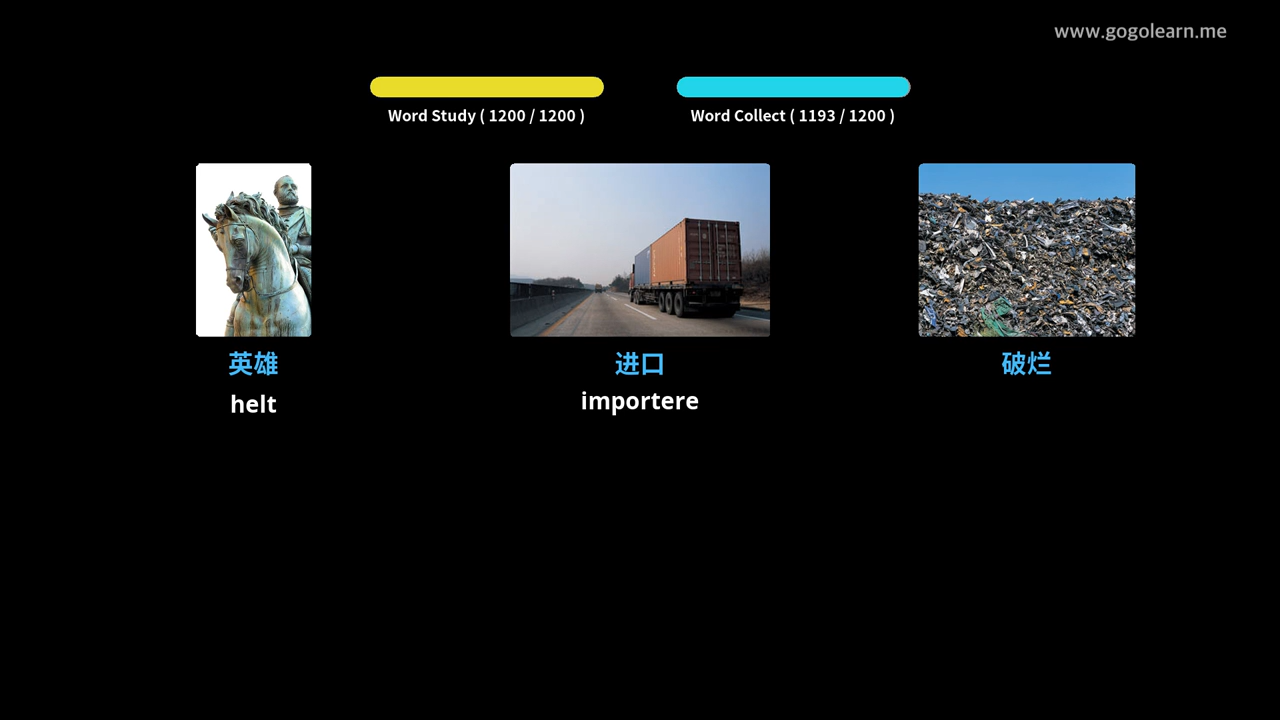 www.gogolearn.me
Word Study ( 1200 / 1200 )
Word Collect ( 1193 / 1200 )
英雄
进口
破烂
helt
importere